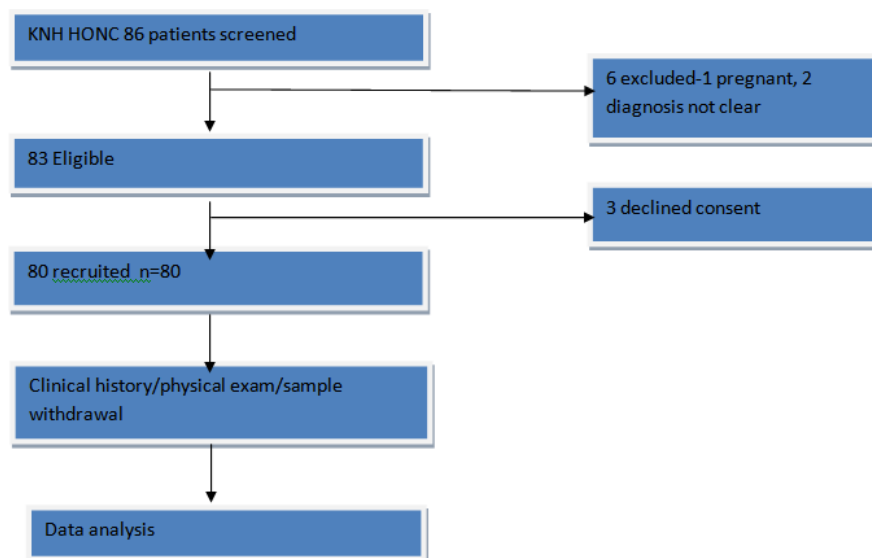 KNH HONC 86 patients screened
6 excluded-1 pregnant, 2
diagnosis not clear
83 Eligible
3 declined consent
80 recruited n=80
Clinical history/physical exam/sample
withdrawal
Data analysis